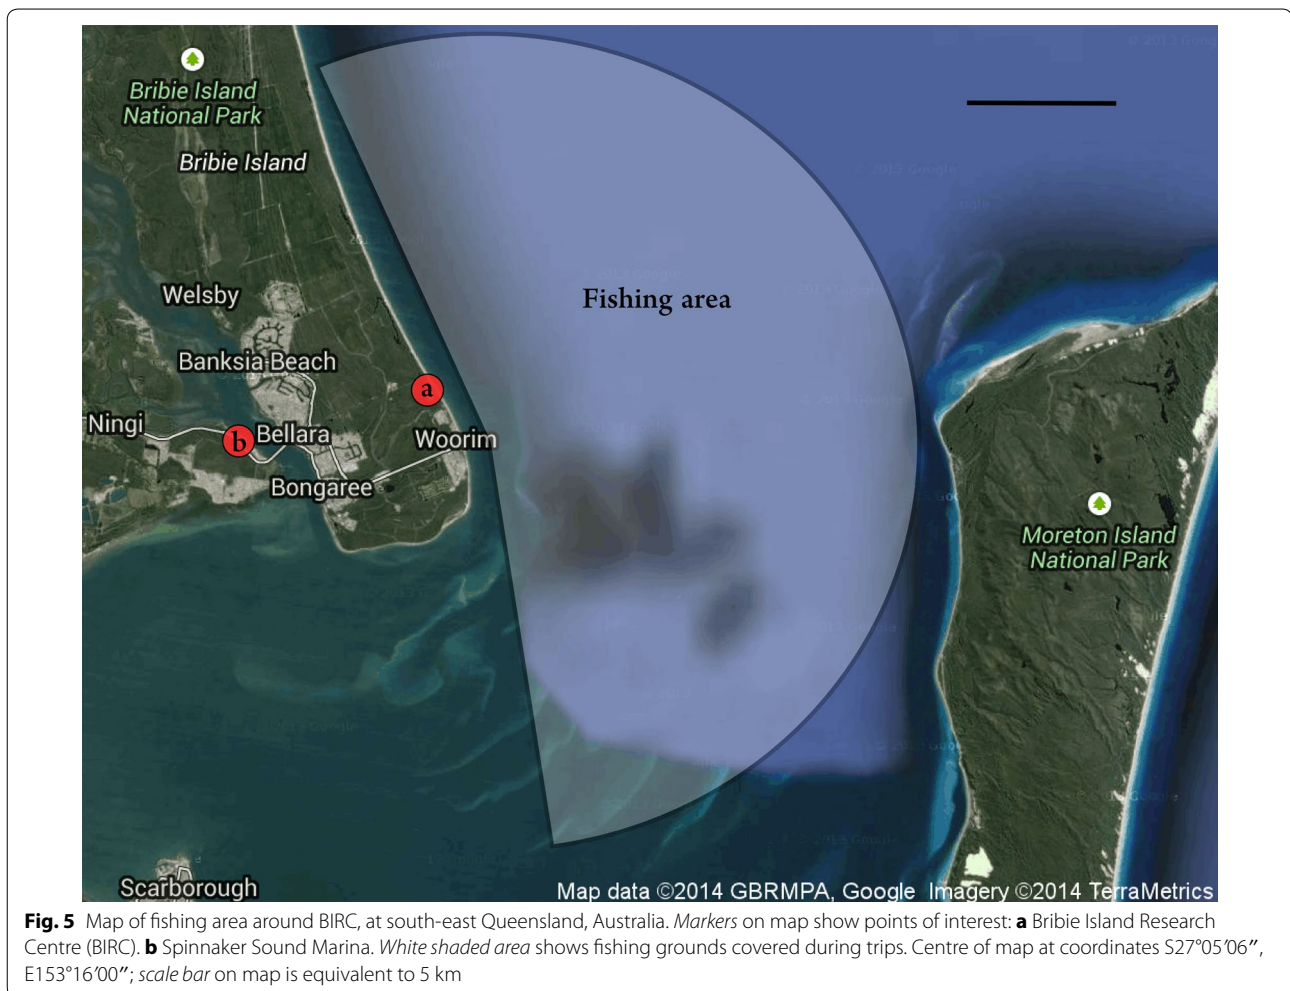 Bribie Island
National Park
Bribie Island
Fishing area
Welsby
Banksia Beach
a
Ningi
b
Bellara
Woorim
Bongaree
Moreton Island
National Park
Scarborough
Map data ©2014 GBRMPA, Google Imagery ©2014 TerraMetrics
Fig. 5 Map of fishing area around BIRC, at south-east Queensland, Australia. Markers on map show points of interest: a Bribie Island Research
Centre (BIRC). b Spinnaker Sound Marina. White shaded area shows fishing grounds covered during trips. Centre of map at coordinates S27°05′06″,
E153°16′00″; scale bar on map is equivalent to 5 km